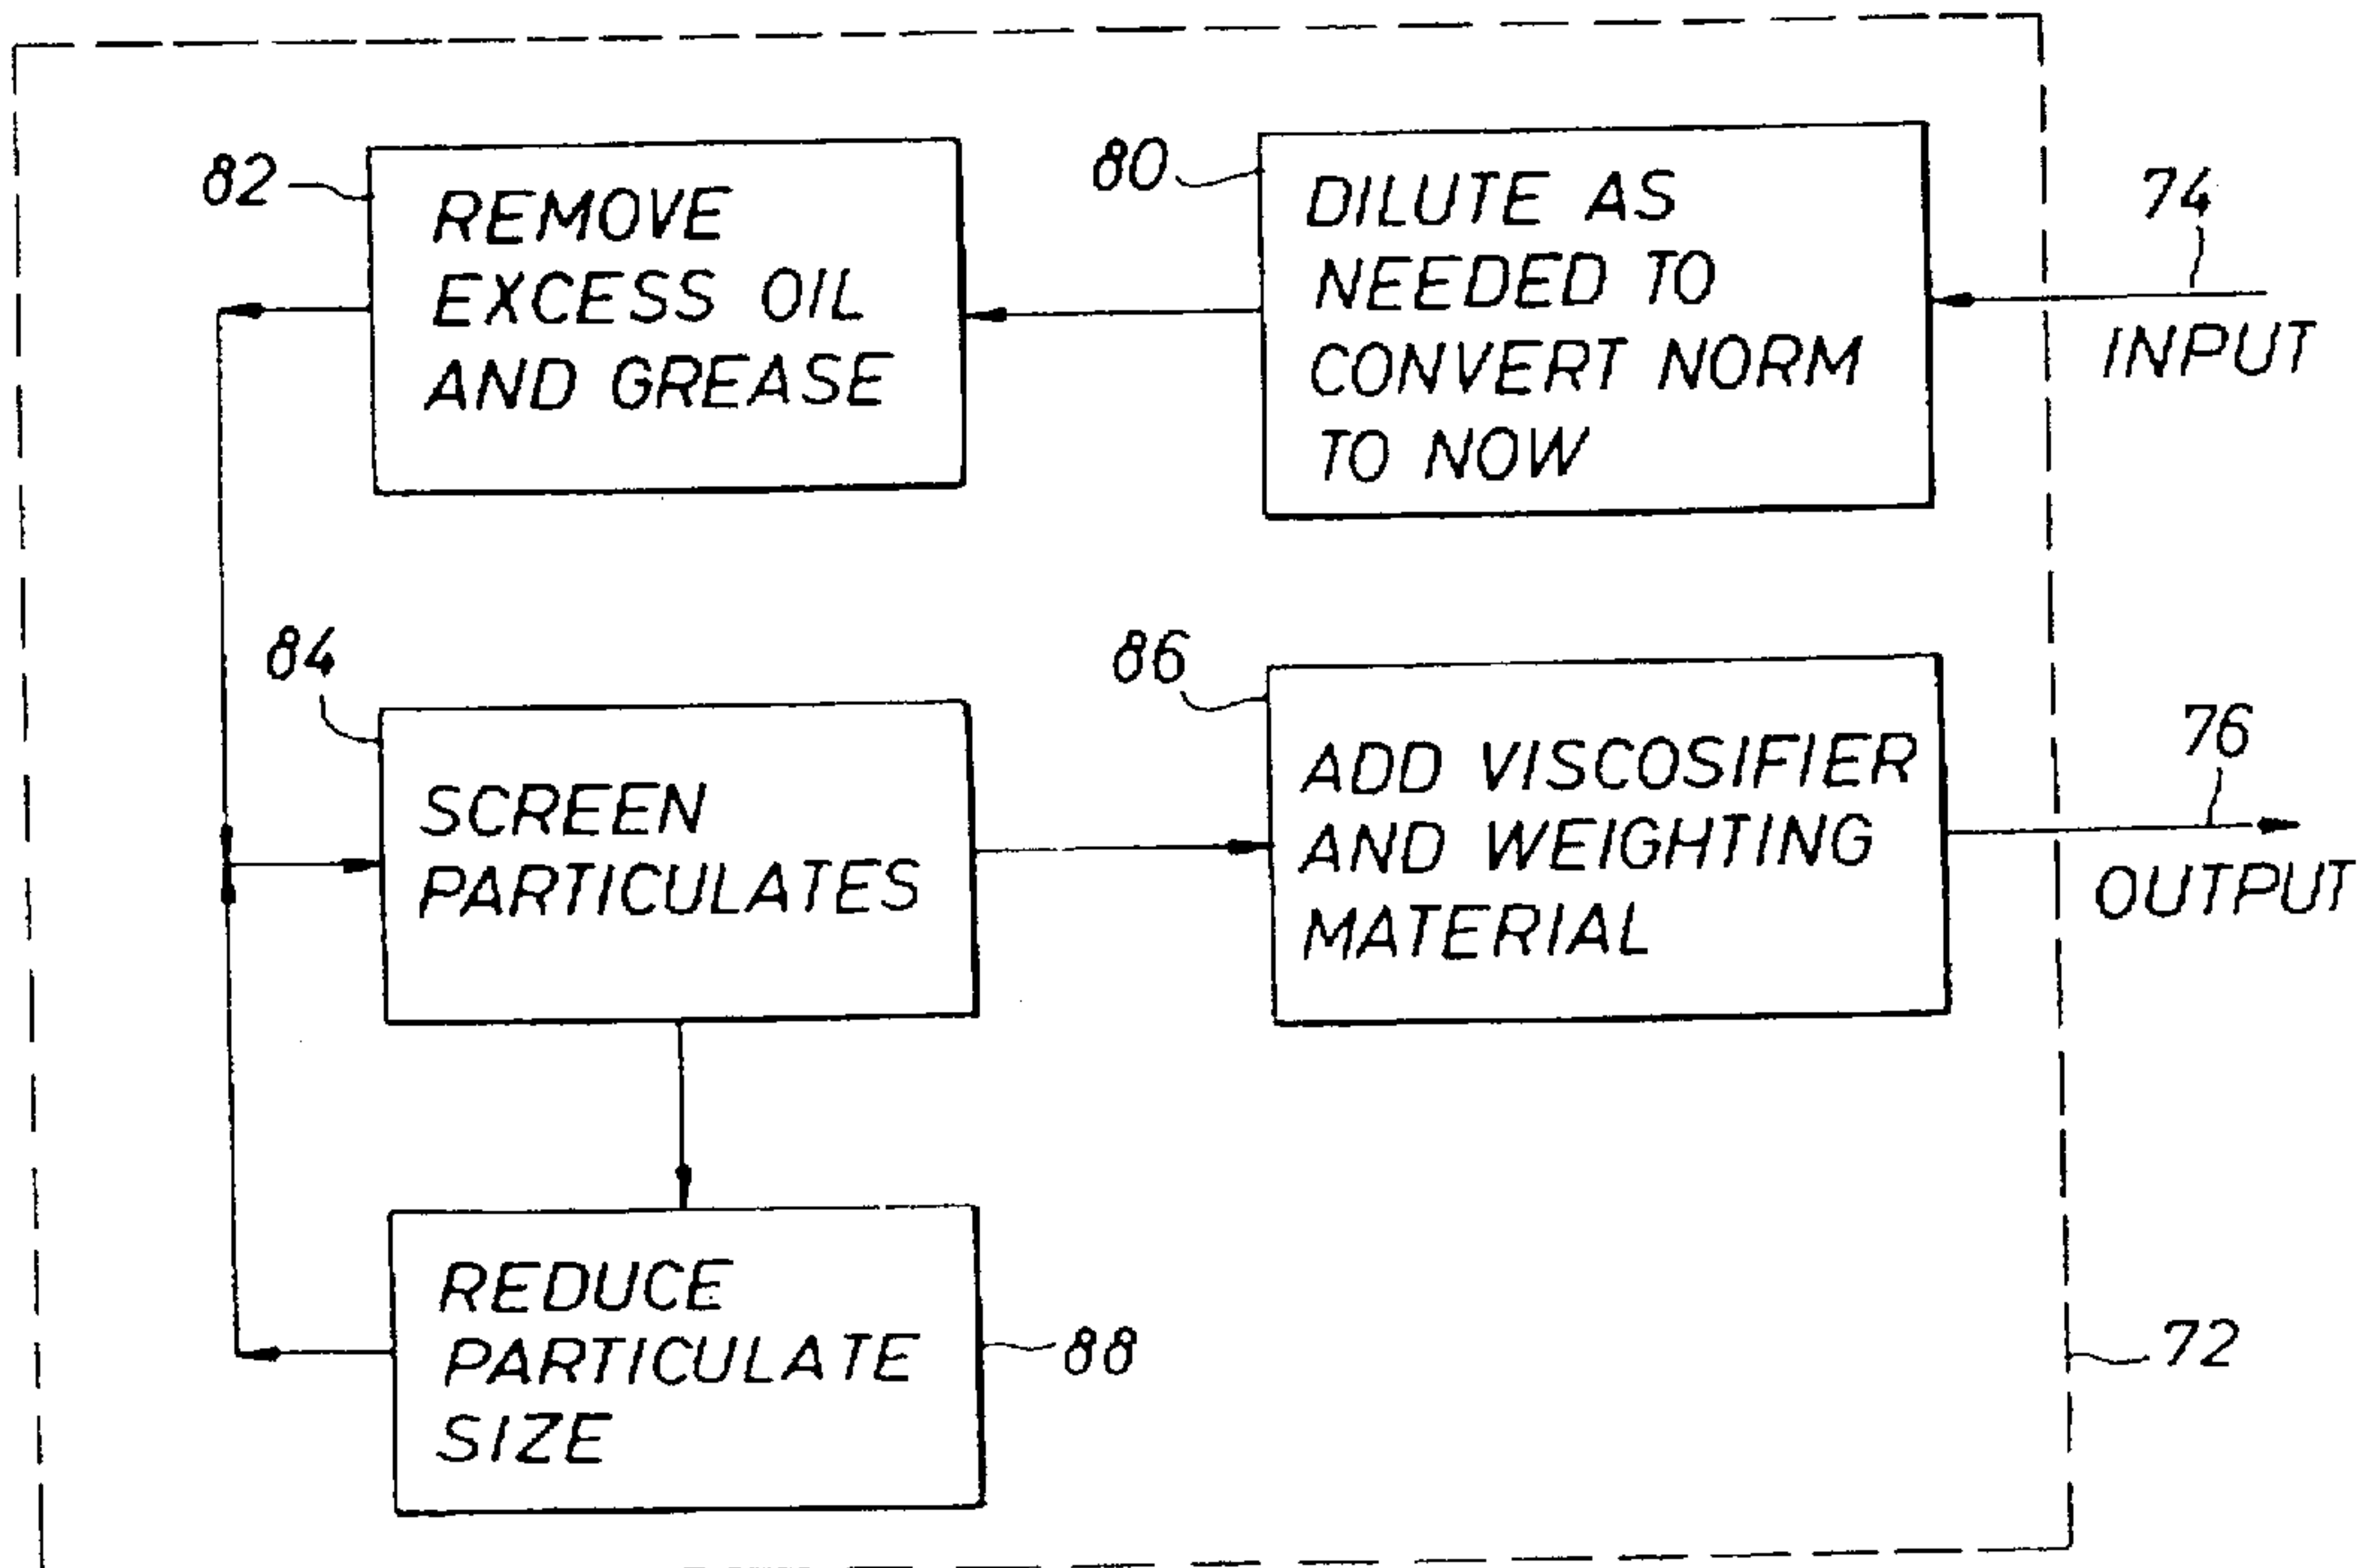 82
REMOVE
EXCESS OIL
AND GREASE
80
DILUTE AS
NEEDED TO
CONVERT NORM
TO NOW
74
INPUT
84
SCREEN
PARTICULATES
86
ADD VISCOSIFIER
AND WEIGHTING
MATERIAL
76
OUTPUT
REDUCE
PARTICULATE
SIZE
88
72